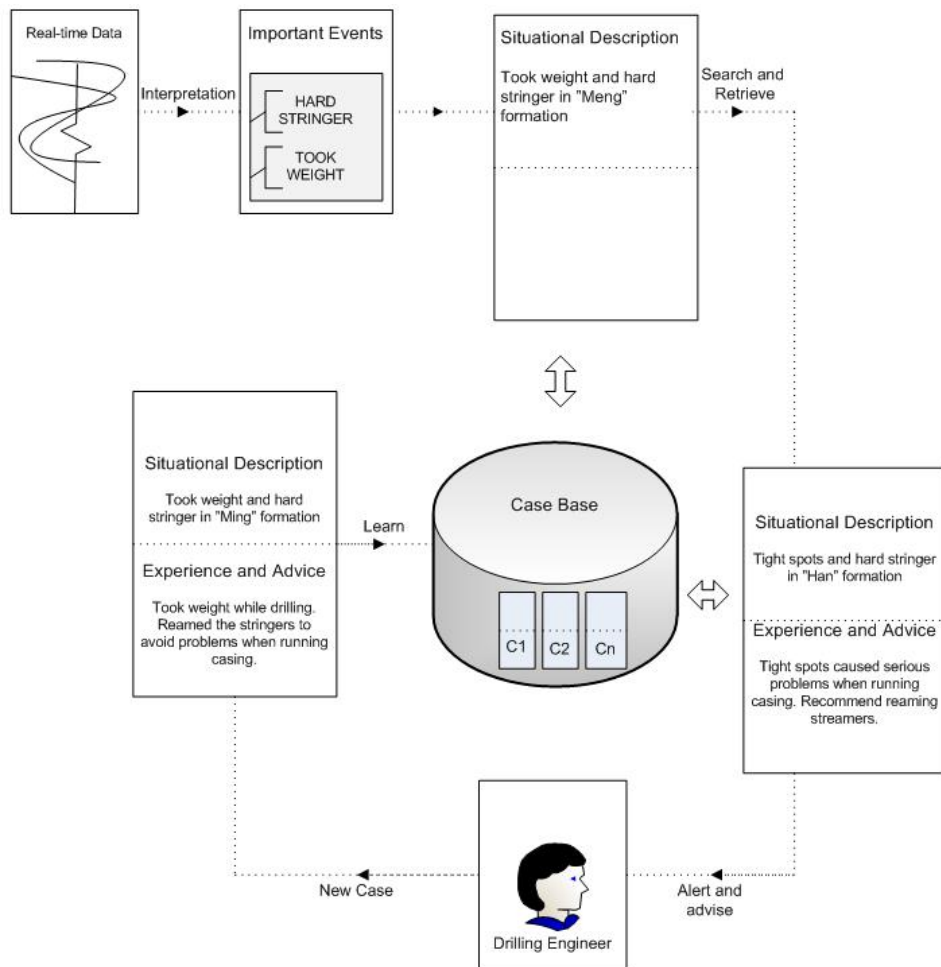 Real-time Data
Interpretation
Important Events
HARD
STRINGER
TOOK
WEIGHT
Situational Description
Took weight and hard
stringer in "Meng"
formation
Search and
Retrieve
Situational Description
Took weight and hard
stringer in "Ming" formation
Experience and Advice
Took weight while drilling.
Reamed the stringers to
avoid problems when running
casing.
Learn
Case Base
C1
C2
Cn
Situational Description
Tight spots and hard stringer
in "Han" formation
Experience and Advice
Tight spots caused serious
problems when running
casing. Recommend reaming
streamers.
Alert and
advise
Drilling Engineer
New Case